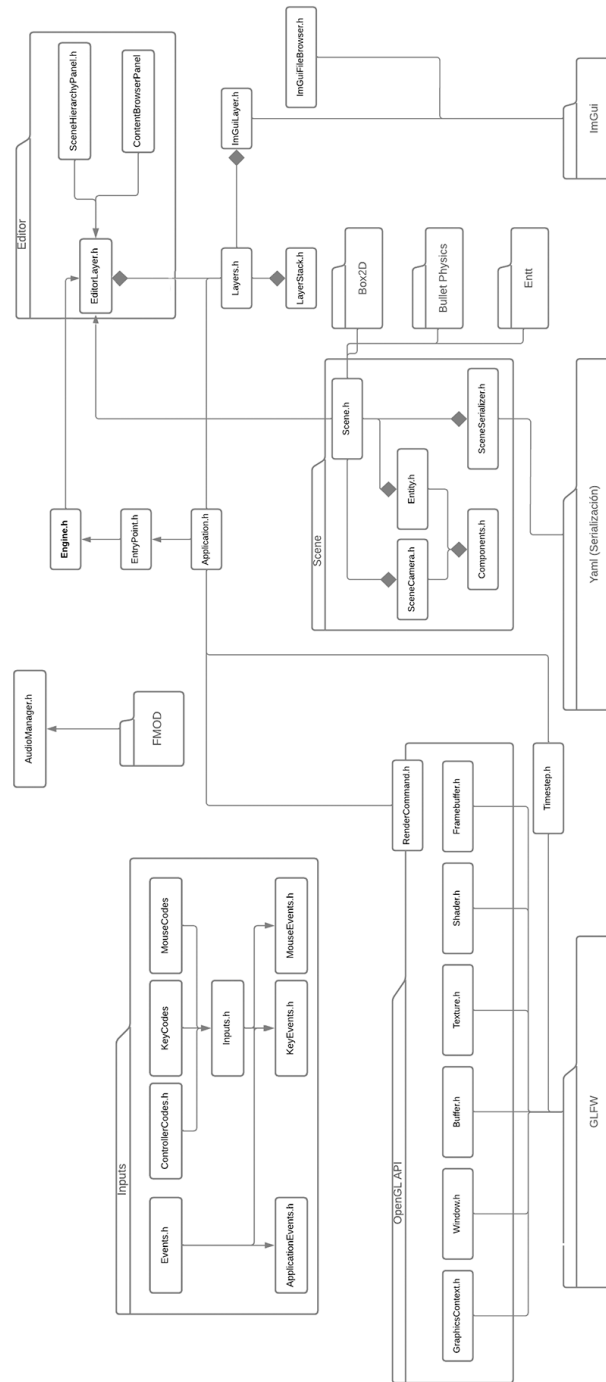 Inputs
ControllerCodes.h
KeyCodes
MouseCodes
Events.h
Inputs.h
ApplicationEvents.h
KeyEvents.h
MouseEvents.h
AudioManager.h
FMOD
Engine.h
EntryPoint.h
Application.h
Editor
SceneHierarchyPanel.h
ContentBrowserPanel
EditorLayer.h
Layers.h
LayerStack.h
ImGuiLayer.h
ImGuiFileBrowser.h
OpenGL API
RenderCommand.h
GraphicsContext.h
Window.h
Buffer.h
Texture.h
Shader.h
Framebuffer.h
Timestep.h
GLFW
Scene
Scene.h
SceneCamera.h
Entity.h
Components.h
SceneSerializer.h
Box2D
Bullet Physics
Entt
Yaml (Serialización)
ImGui